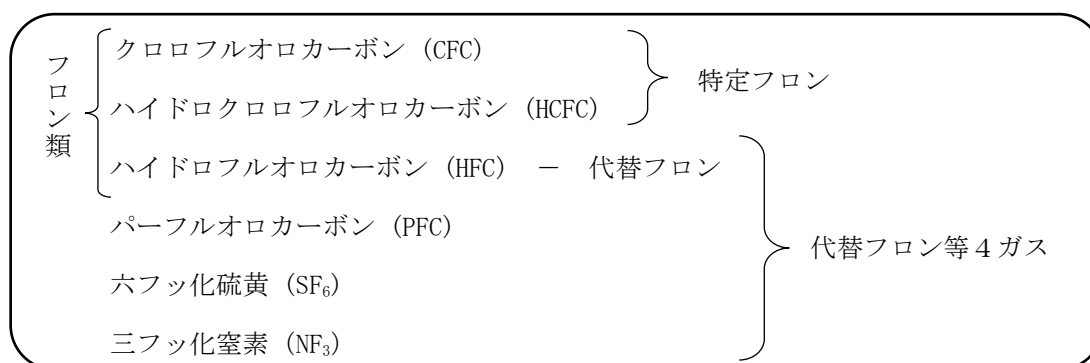 フロン類
クロロフルオロカーボン (CFC)
ハイドロクロロフルオロカーボン (HCFC)
特定フロン
ハイドロフルオロカーボン (HFC) － 代替フロン
パーフルオロカーボン (PFC)
六フッ化硫黄 (SF₆)
三フッ化窒素 (NF₃)
代替フロン等４ガス